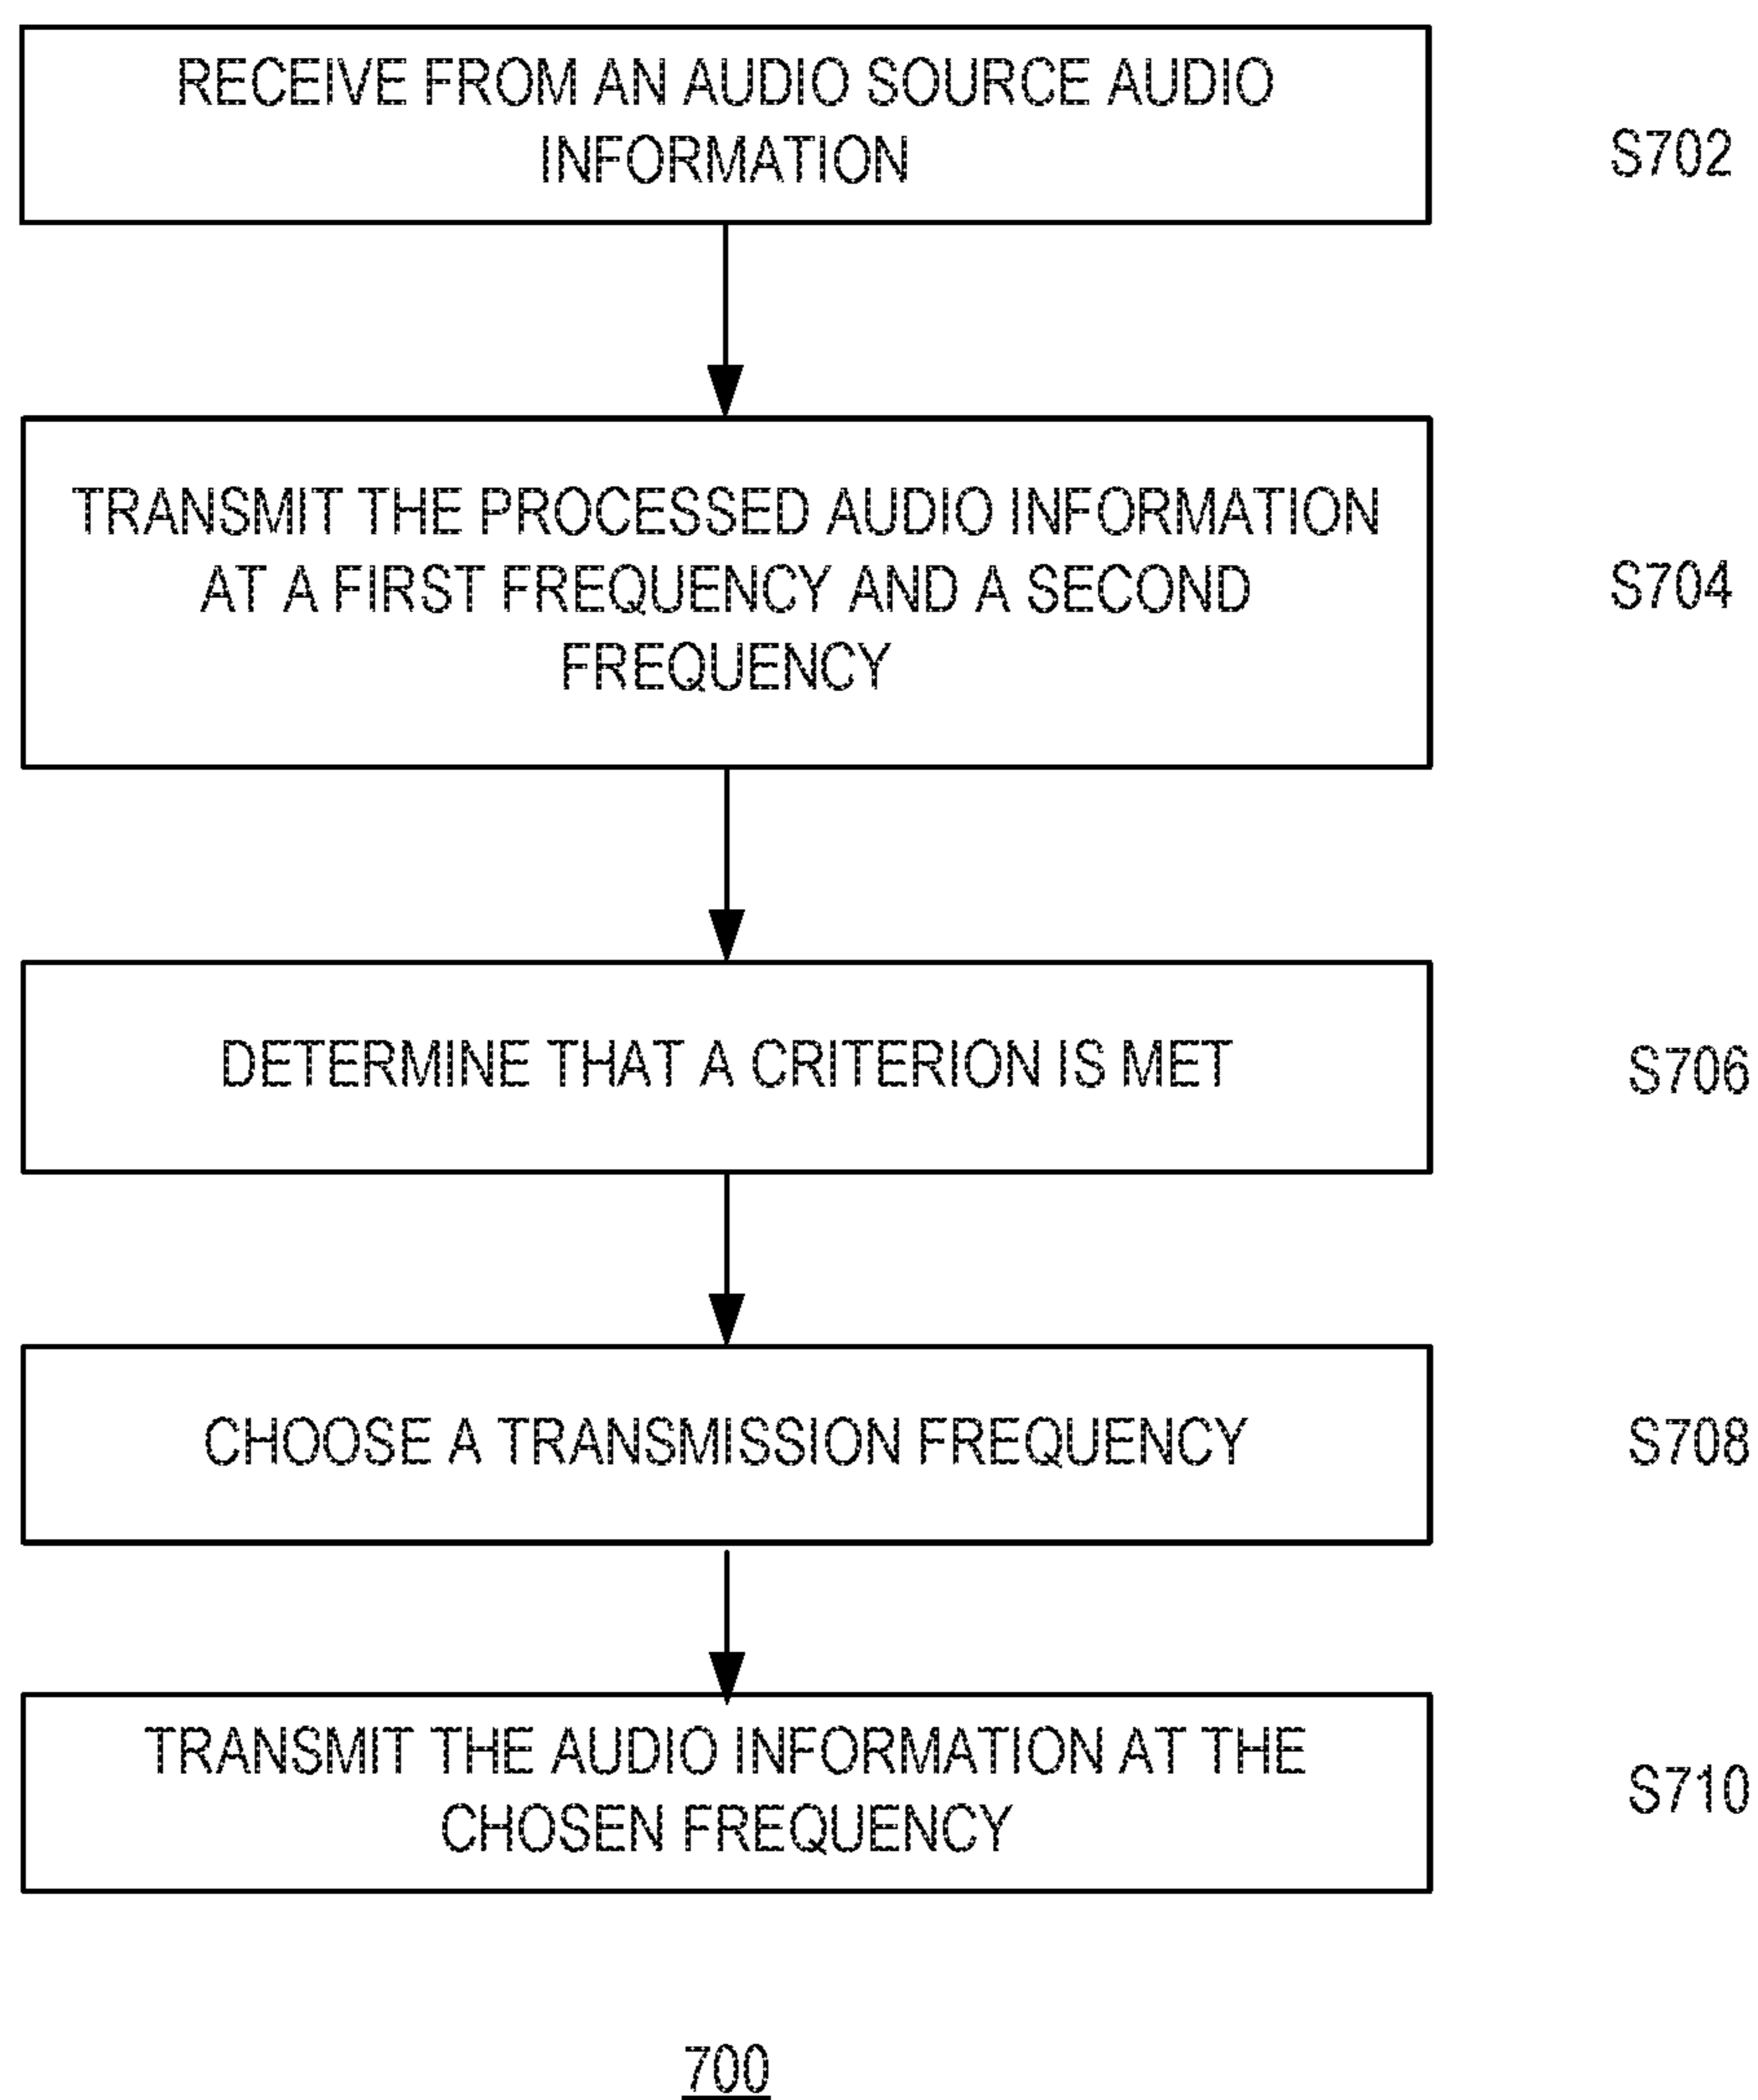 RECEIVE FROM AN AUDIO SOURCE AUDIO
INFORMATION
S702
TRANSMIT THE PROCESSED AUDIO INFORMATION
AT A FIRST FREQUENCY AND A SECOND
FREQUENCY
S704
DETERMINE THAT A CRITERION IS MET
S706
CHOOSE A TRANSMISSION FREQUENCY
S708
TRANSMIT THE AUDIO INFORMATION AT THE
CHOSEN FREQUENCY
S710
700